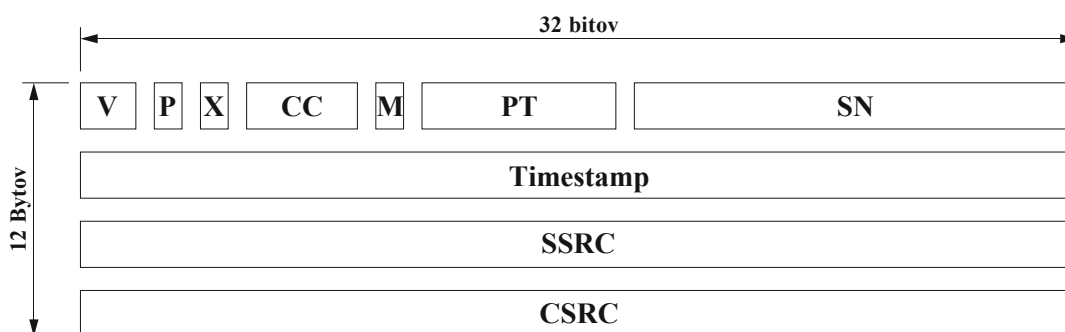 32 bitov
V P X CC M PT SN
Timestamp
SSRC
CSRC
12 Bytov